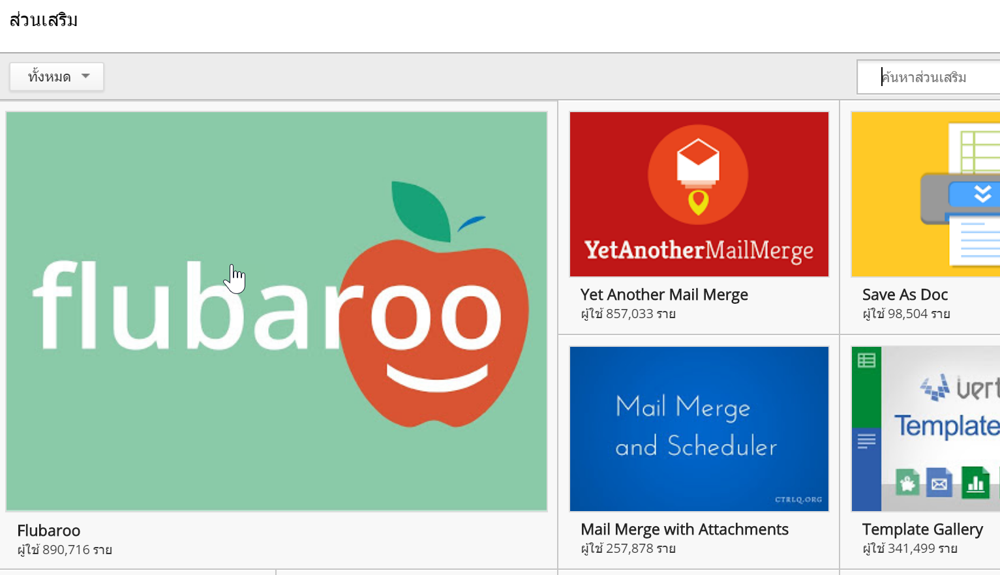 ส่วนเสริม
ทั้งหมด
ค้นหาส่วนเสริม
flubaroo
Flubaroo
ผู้ใช้ 890,716 ราย
YetAnotherMailMerge
Yet Another Mail Merge
ผู้ใช้ 857,033 ราย
Save As Doc
ผู้ใช้ 98,504 ราย
Mail Merge
and Scheduler
CTRLQ.ORG
Mail Merge with Attachments
ผู้ใช้ 257,878 ราย
Template
Template Gallery
ผู้ใช้ 341,499 ราย